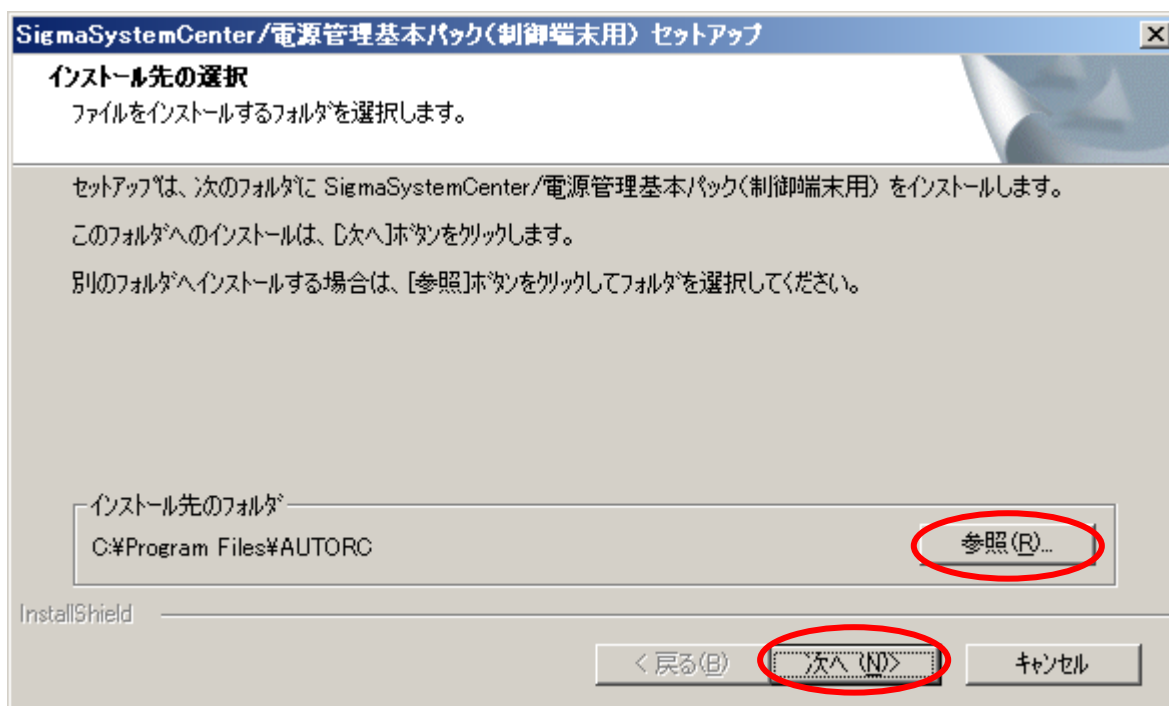 SigmaSystemCenter/電源管理基本パック(制御端末用) セットアップ
インストール先の選択
ファイルをインストールするフォルダを選択します。
セットアップは、次のフォルダに SigmaSystemCenter/電源管理基本パック(制御端末用) をインストールします。
このフォルダへのインストールは、[次へ]ボタンをクリックします。
別のフォルダへインストールする場合は、[参照]ボタンをクリックしてフォルダを選択してください。
インストール先のフォルダ
C:¥Program Files¥AUTORC
参照(R)...
InstallShield
< 戻る(B)
次へ (N)>
キャンセル